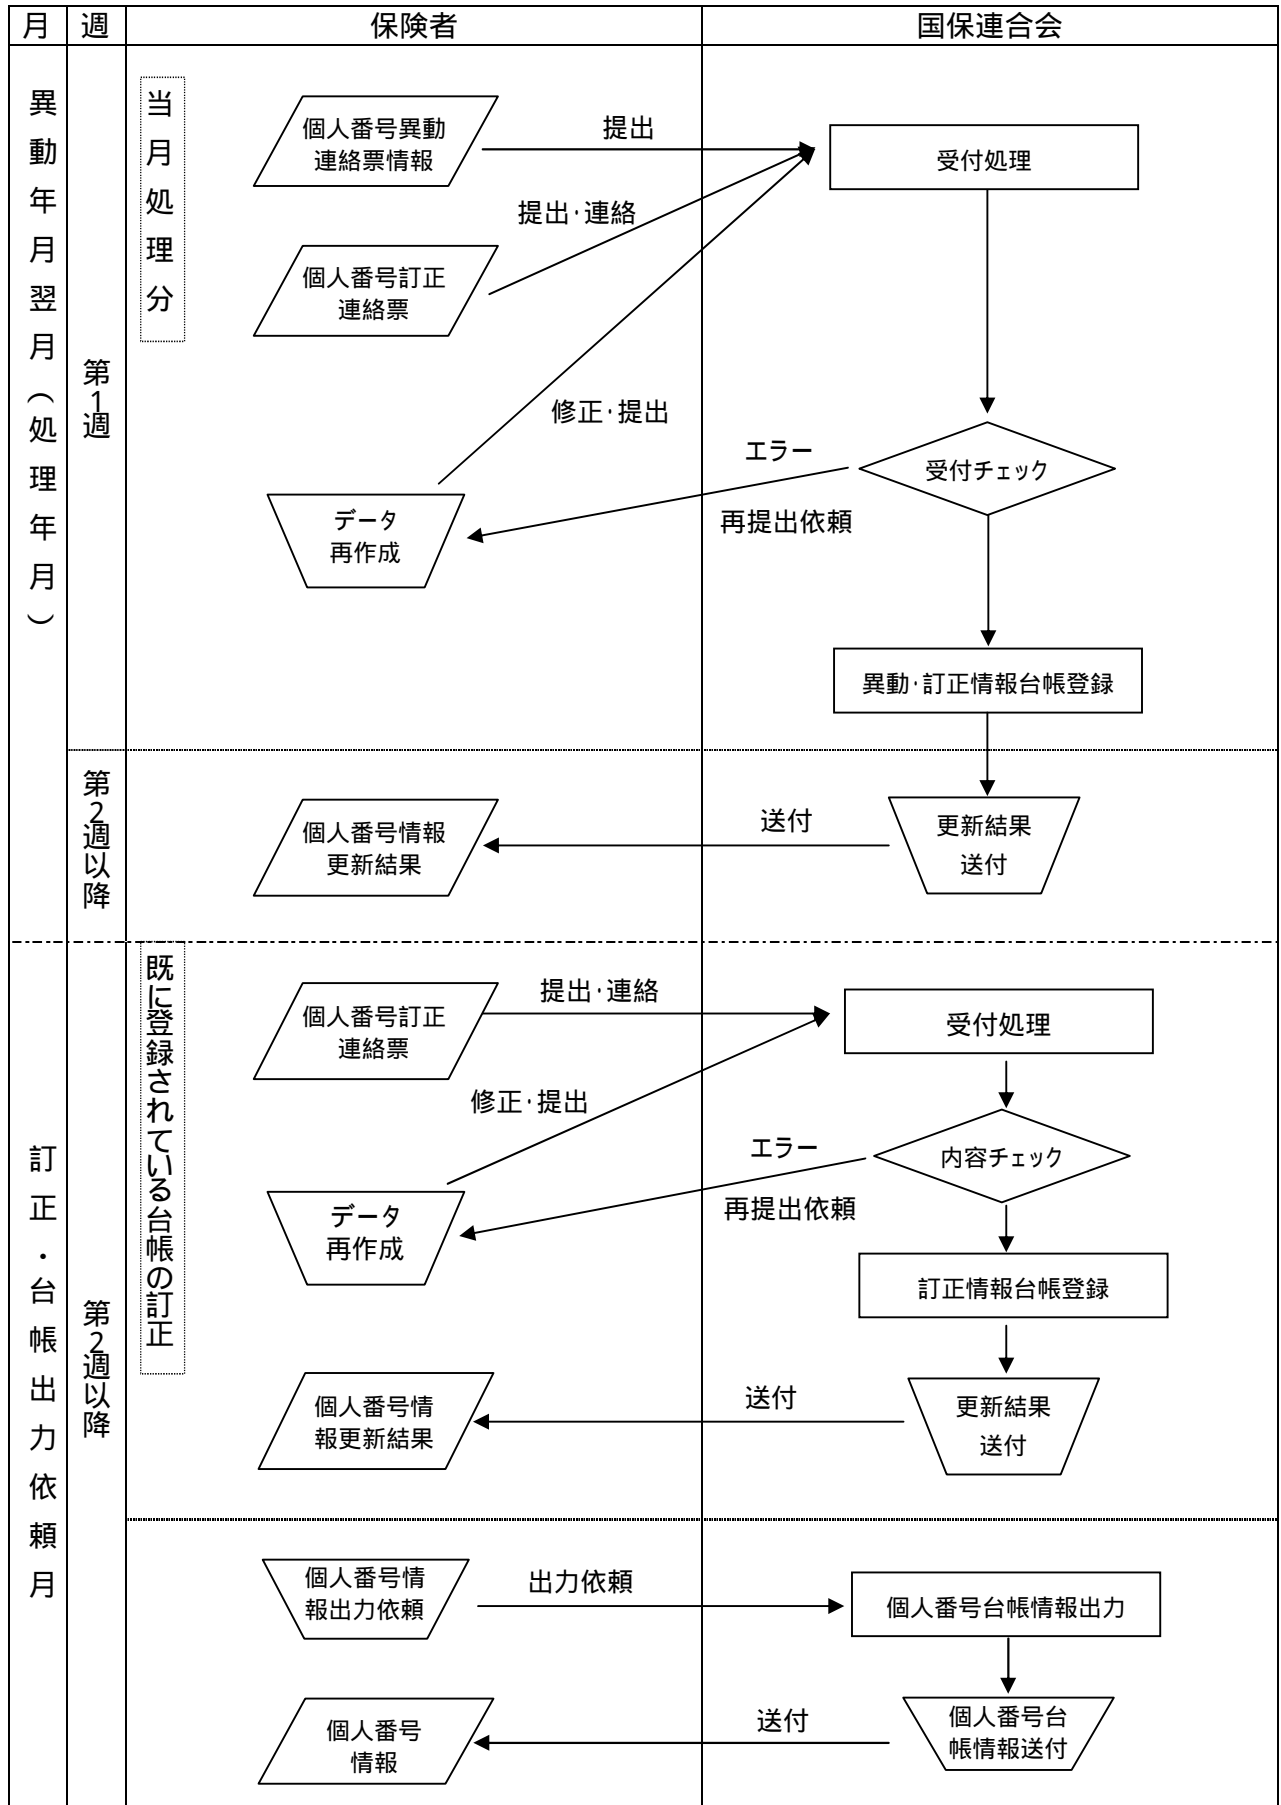 月
週
保険者
国保連合会
異動年月翌月(処理年月)
第1週
当月処理分
個人番号異動
連絡票情報
提出
受付処理
提出・連絡
個人番号訂正
連絡票
修正・提出
エラー
受付チェック
再提出依頼
データ
再作成
異動・訂正情報台帳登録
第2週以降
個人番号情報
更新結果
送付
更新結果
送付
訂正・台帳出力依頼月
第2週以降
既に登録されている台帳の訂正
個人番号訂正
連絡票
提出・連絡
受付処理
修正・提出
エラー
内容チェック
再提出依頼
データ
再作成
訂正情報台帳登録
個人番号情
報更新結果
送付
更新結果
送付
個人番号情
報出力依頼
出力依頼
個人番号台帳情報出力
個人番号
情報
送付
個人番号台
帳情報送付